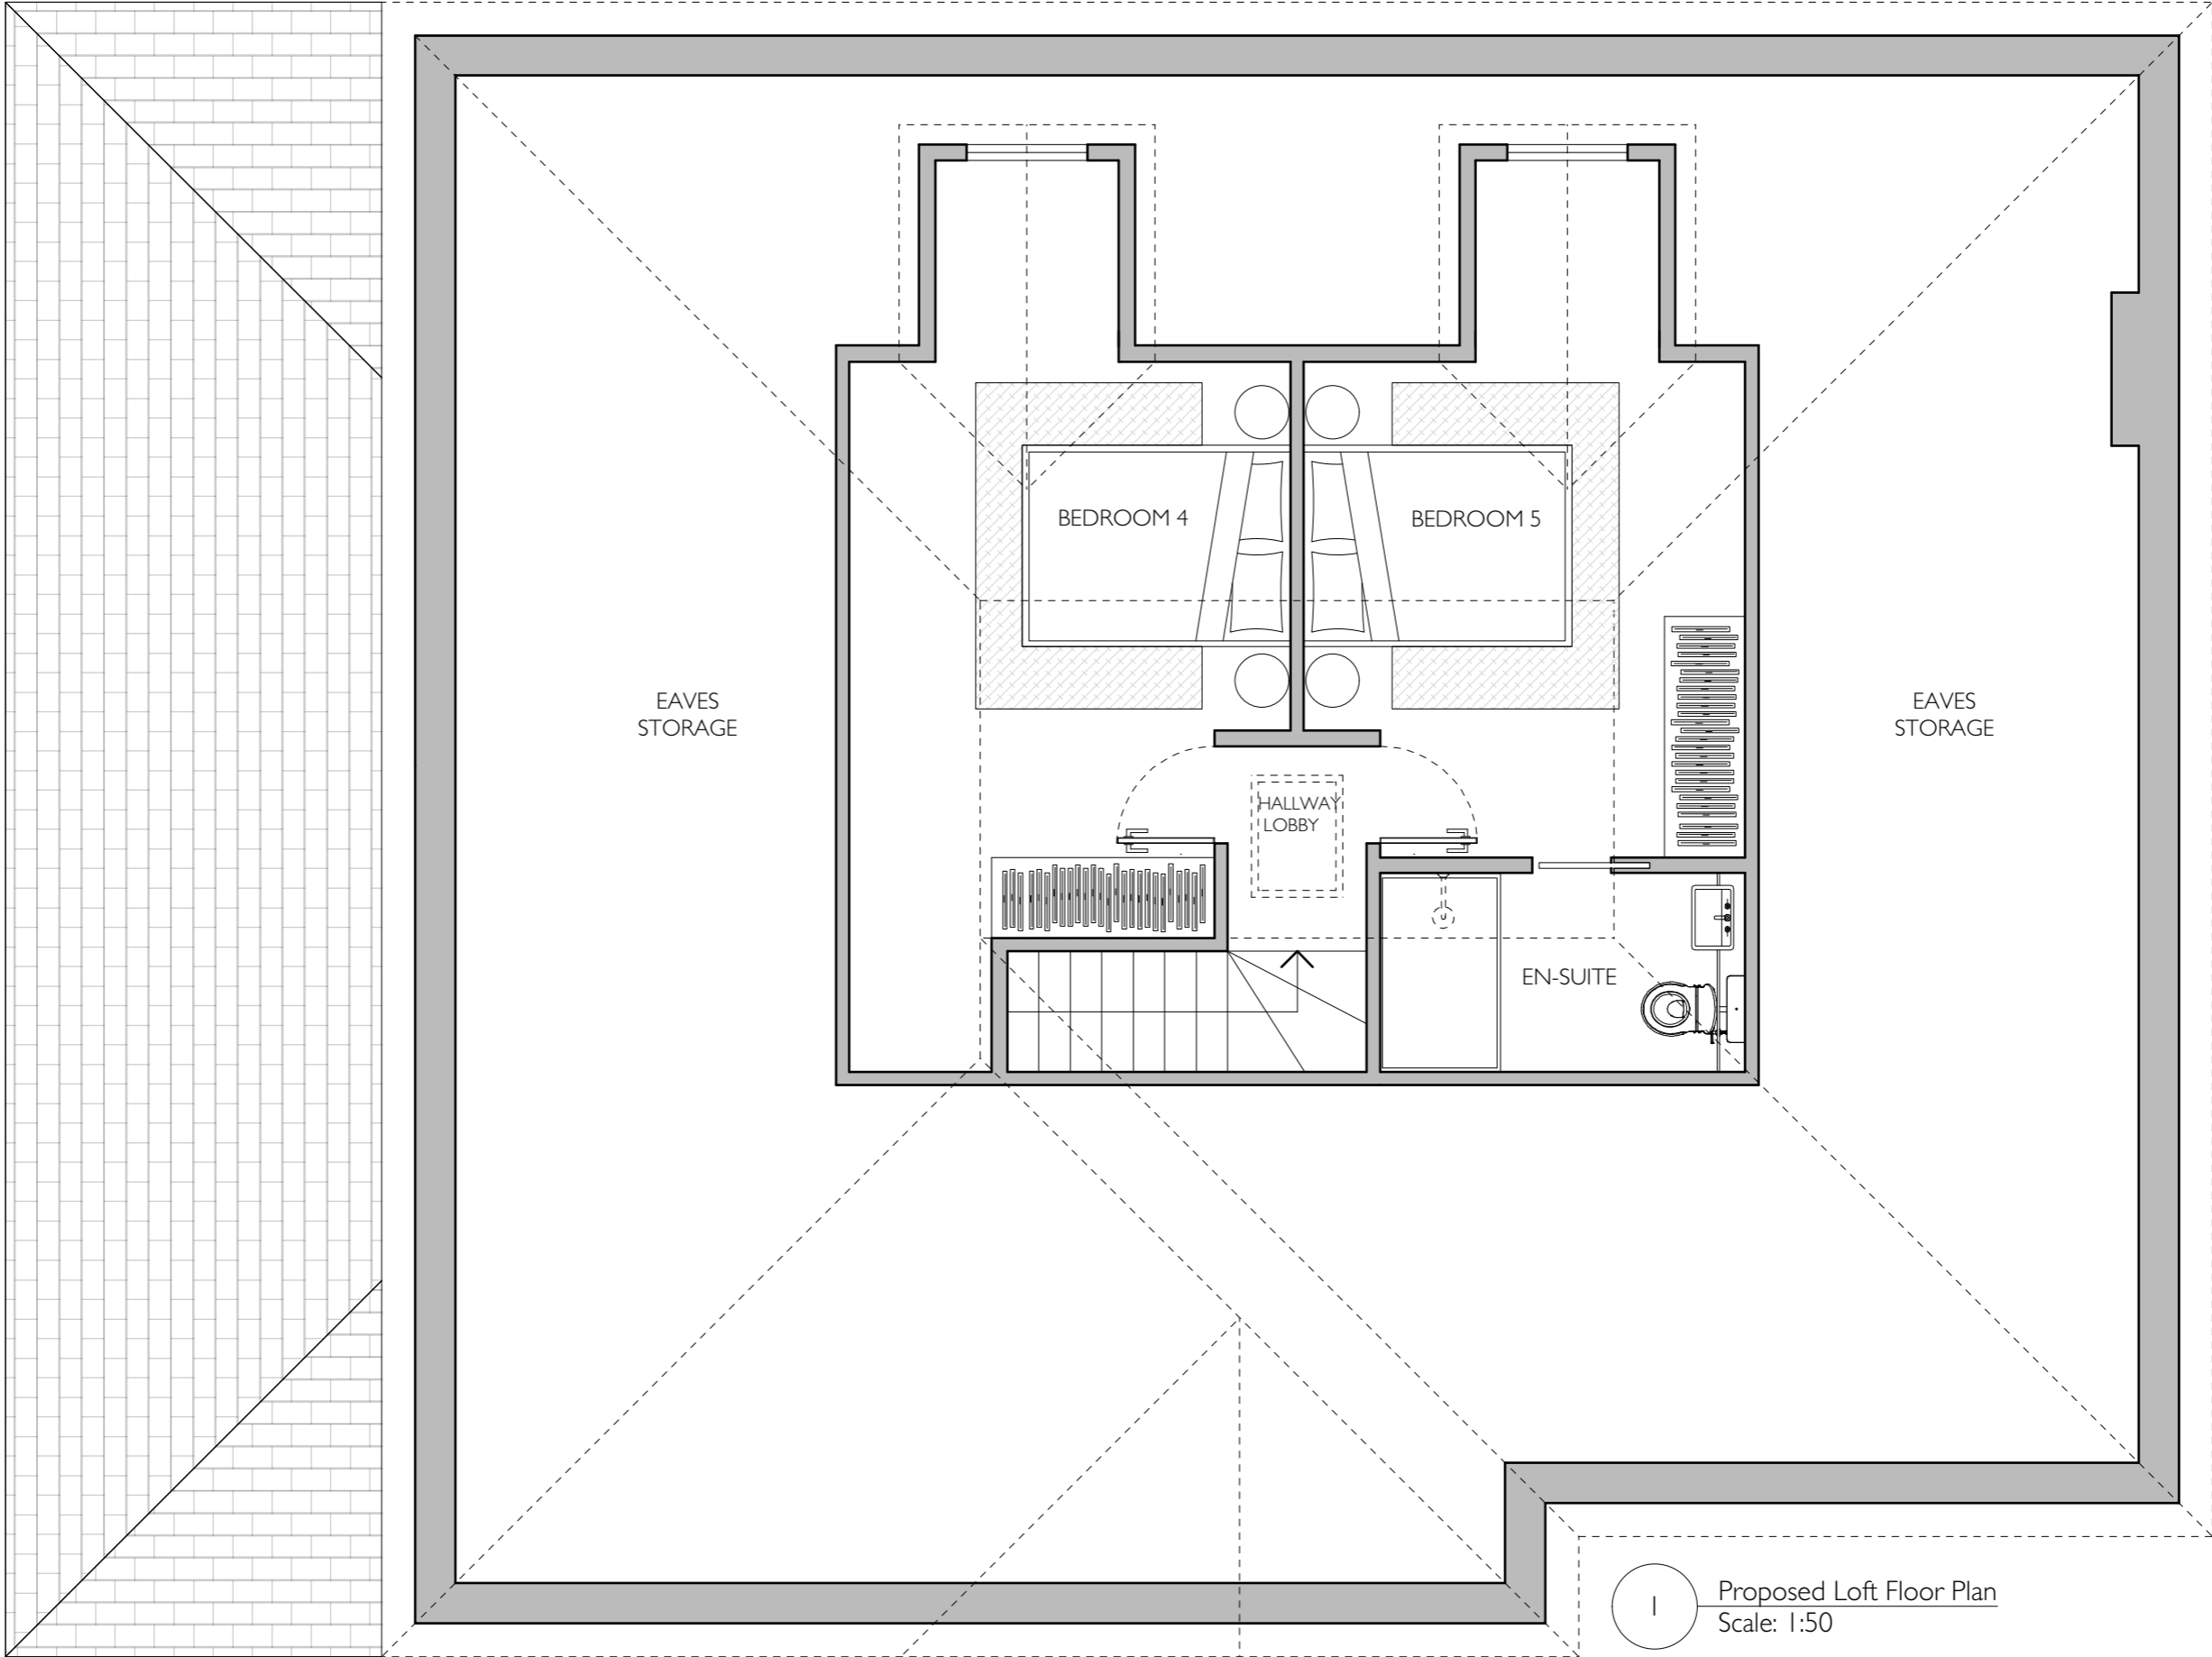 BEDROOM 4
BEDROOM 5
EAVES
STORAGE
EAVES
STORAGE
HALLWAY
LOBBY
EN-SUITE
1
Proposed Loft Floor Plan
Scale: 1:50